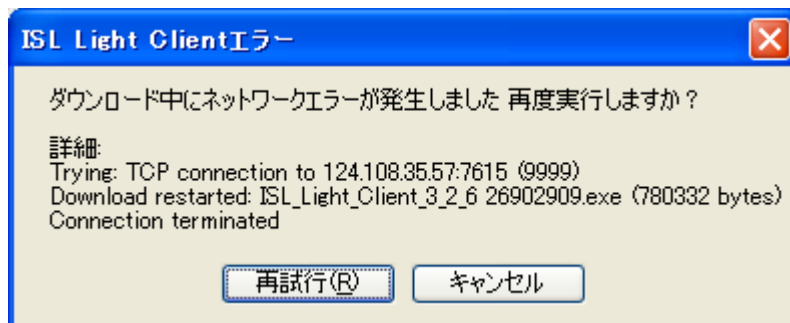 ISL Light Clientエラー
ダウンロード中にネットワークエラーが発生しました 再度実行しますか？
詳細:
Trying: TCP connection to 124.108.35.57:7615 (9999)
Download restarted: ISL_Light_Client_3_2_6 26902909.exe (780332 bytes)
Connection terminated
再試行(R)
キャンセル